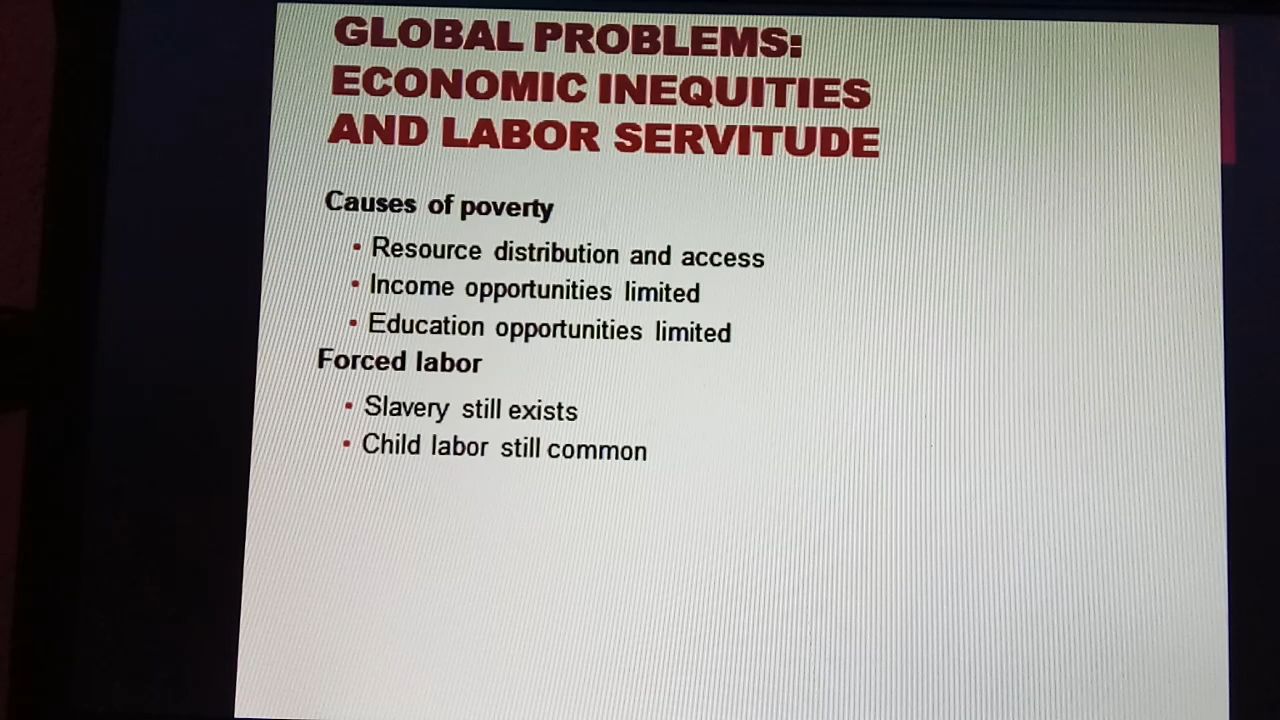 GLOBAL PROBLEMS:
ECONOMIC INEQUITIES
AND LABOR SERVITUDE
Causes of poverty
▪ Resource distribution and access
▪ Income opportunities limited
▪ Education opportunities limited
Forced labor
▪ Slavery still exists
▪ Child labor still common